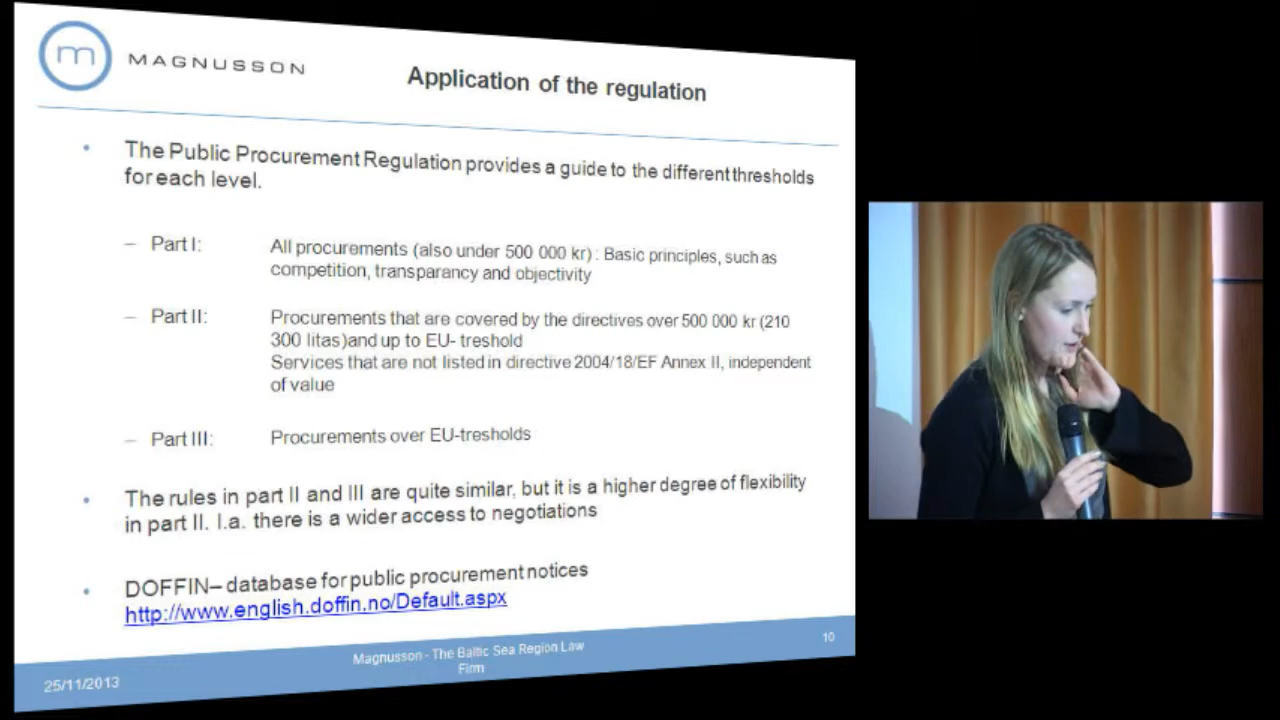 m MAGNUSSON
Application of the regulation
• The Public Procurement Regulation provides a guide to the different thresholds
for each level.
– Part I: All procurements (also under 500 000 kr) : Basic principles, such as
competition, transparancy and objectivity
– Part II: Procurements that are covered by the directives over 500 000 kr (210
300 litas)and up to EU- treshold
Services that are not listed in directive 2004/18/EF Annex II, independent
of value
– Part III: Procurements over EU-tresholds
• The rules in part II and III are quite similar, but it is a higher degree of flexibility
in part II. I.a. there is a wider access to negotiations
• DOFFIN– database for public procurement notices
http://www.english.doffin.no/Default.aspx
25/11/2013
Magnusson - The Baltic Sea Region Law
Firm
10